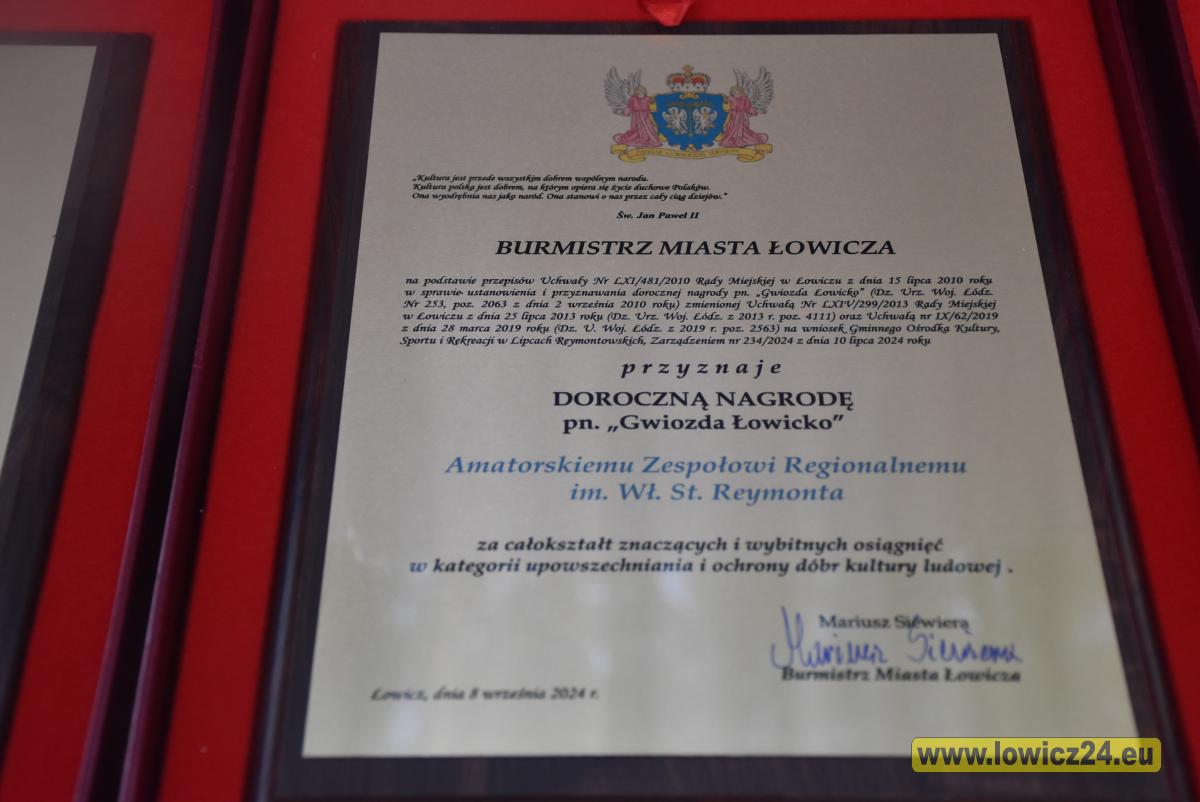 „Kultura jest przede wszystkim dobrem wspólnym narodu.
Kultura polska jest dobrem, na którym opiera się życie duchowe Polaków.
Ona wyodrębnia nas jako naród. Ona stanowi o nas przez cały ciąg dziejów.”
Św. Jan Paweł II
BURMISTRZ MIASTA ŁOWICZA
na podstawie przepisów Uchwały Nr LXI/481/2010 Rady Miejskiej w Łowiczu z dnia 15 lipca 2010 roku
w sprawie ustanowienia i przyznawania dorocznej nagrody pn. „Gwiozda Łowicko” (Dz. Urz. Woj. Łódz.
Nr 253, poz. 2063 z dnia 2 września 2010 roku) zmienionej Uchwałą Nr LXIV/299/2013 Rady Miejskiej
w Łowiczu z dnia 25 lipca 2013 roku (Dz. Urz. Woj. Łódz. z 2013 r. poz. 4111) oraz Uchwałą nr IX/62/2019
z dnia 28 marca 2019 roku (Dz. U. Woj. Łódz. z 2019 r. poz. 2563) na wniosek Gminnego Ośrodka Kultury,
Sportu i Rekreacji w Lipcach Reymontowskich, Zarządzeniem nr 234/2024 z dnia 10 lipca 2024 roku
przyznaje
DOROCZNĄ NAGRODĘ
pn. „Gwiozda Łowicko”
Amatorskiemu Zespołowi Regionalnemu
im. Wł. St. Reymonta
za całokształt znaczących i wybitnych osiągnięć
w kategorii upowszechniania i ochrony dóbr kultury ludowej .
Mariusz Siewiera
Mariusz Siewiera
Burmistrz Miasta Łowicza
Łowicz, dnia 8 września 2024 r.
www.lowicz24.eu